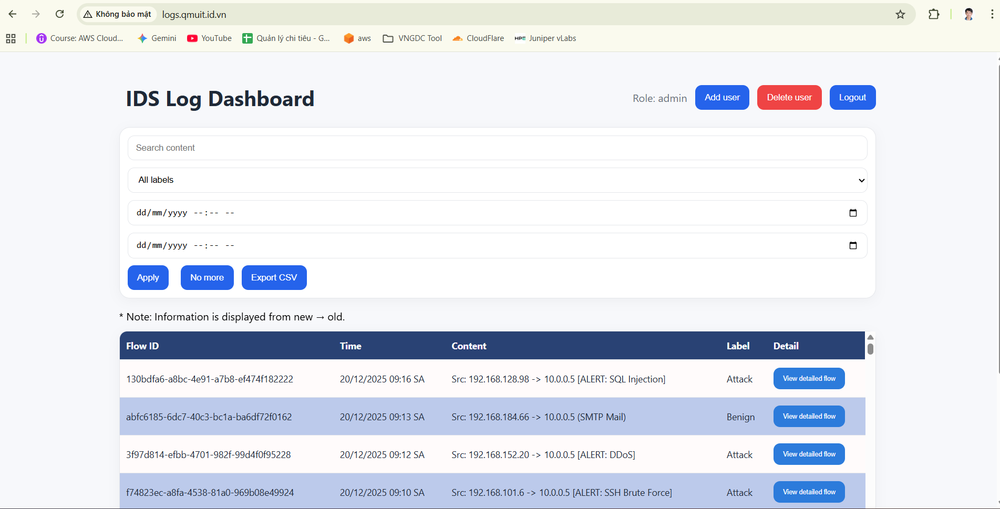 Không bảo mật logs.qmuit.id.vn
Course: AWS Cloud... Gemini YouTube Quản lý chi tiêu - G... aws VNGDC Tool CloudFlare HPE Juniper vLabs
IDS Log Dashboard Role: admin Add user Delete user Logout
Search content
All labels
dd/mm/yyyy --:-- --
dd/mm/yyyy --:-- --
Apply No more Export CSV
* Note: Information is displayed from new → old.
Flow ID Time Content Label Detail
130bdfa6-a8bc-4e91-a7b8-ef474f182222 20/12/2025 09:16 SA Src: 192.168.128.98 -> 10.0.0.5 [ALERT: SQL Injection] Attack View detailed flow
abfc6185-6dc7-40c3-bc1a-ba6df72f0162 20/12/2025 09:13 SA Src: 192.168.184.66 -> 10.0.0.5 (SMTP Mail) Benign View detailed flow
3f97d814-efbb-4701-982f-99d4f0f95228 20/12/2025 09:12 SA Src: 192.168.152.20 -> 10.0.0.5 [ALERT: DDoS] Attack View detailed flow
f74823ec-a8fa-4538-81a0-969b08e49924 20/12/2025 09:10 SA Src: 192.168.101.6 -> 10.0.0.5 [ALERT: SSH Brute Force] Attack View detailed flow